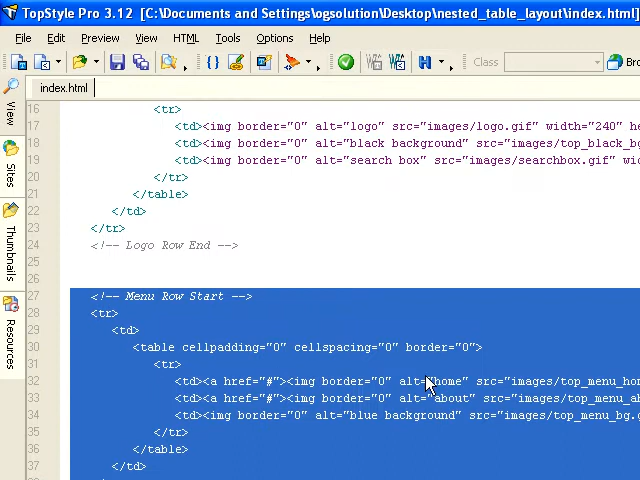 TopStyle Pro 3.12 [C:\Documents and Settings\ogsolution\Desktop\nested_table_layout\index.html]
File Edit Preview View HTML Tools Options Help
Class
index.html
View
Sites
Thumbnails
Resources
16 <tr>
17 <td><img border="0" alt="logo" src="images/logo.gif" width="240" he
18 <td><img border="0" alt="black background" src="images/top_black_bg
19 <td><img border="0" alt="search box" src="images/searchbox.gif" wid
20 </tr>
21 </table>
22 </td>
23 </tr>
24 <!-- Logo Row End -->
25
26
27 <!-- Menu Row Start -->
28 <tr>
29 <td>
30 <table cellpadding="0" cellspacing="0" border="0">
31 <tr>
32 <td><a href="#"><img border="0" alt="home" src="images/top_menu_hom
33 <td><a href="#"><img border="0" alt="about" src="images/top_menu_ab
34 <td><img border="0" alt="blue background" src="images/top_menu_bg.g
35 </tr>
36 </table>
37 </td>